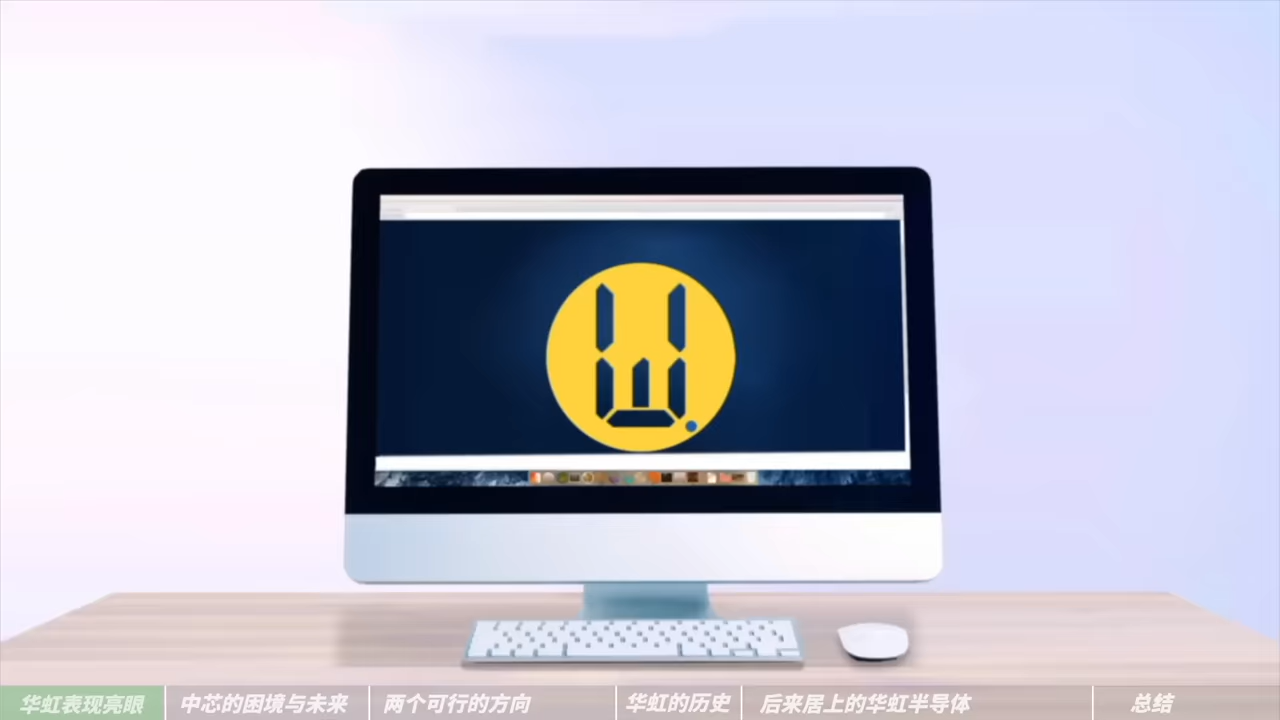 华虹表现亮眼
中芯的困境与未来
两个可行的方向
华虹的历史
后来居上的华虹半导体
总结